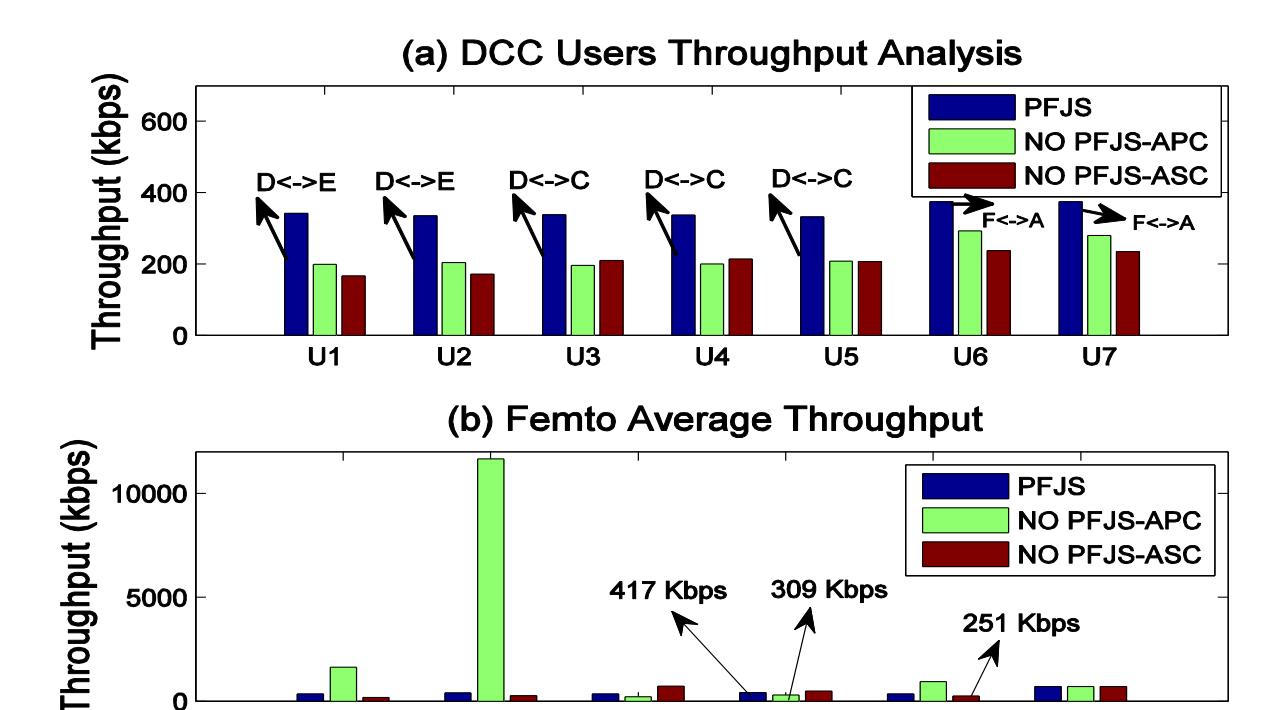 (a) DCC Users Throughput Analysis
Throughput (kbps)
600
400
200
0
PFJS
NO PFJS-APC
NO PFJS-ASC
D<->E
D<->E
D<->C
D<->C
D<->C
F<->A
F<->A
U1
U2
U3
U4
U5
U6
U7
(b) Femto Average Throughput
Throughput (kbps)
10000
5000
0
PFJS
NO PFJS-APC
NO PFJS-ASC
417 Kbps
309 Kbps
251 Kbps